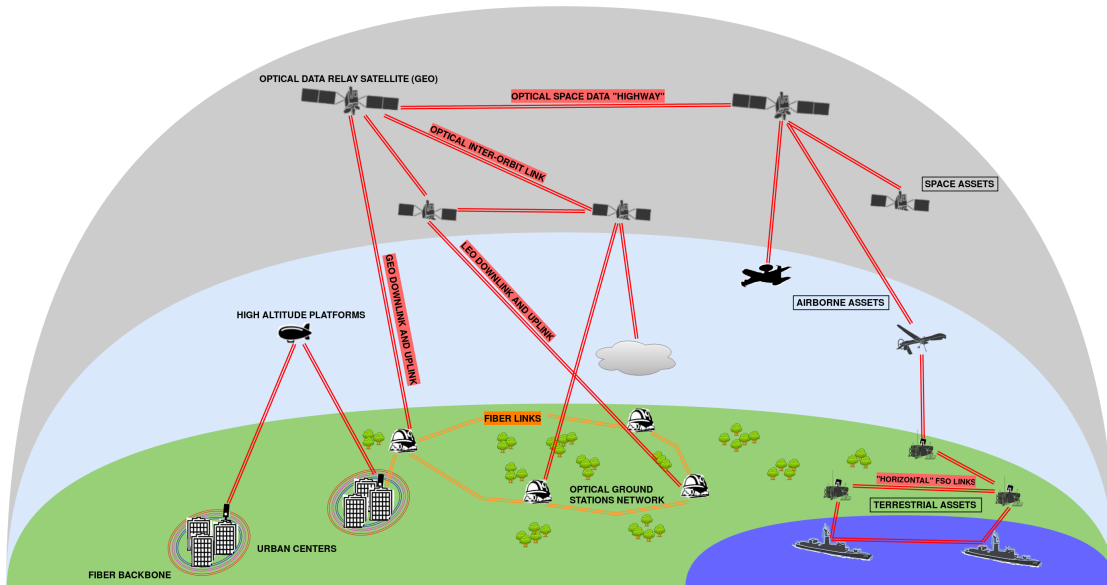 OPTICAL DATA RELAY SATELLITE (GEO)
OPTICAL SPACE DATA "HIGHWAY"
OPTICAL INTER-ORBIT LINK
SPACE ASSETS
GEO DOWNLINK AND UPLINK
LEO DOWNLINK AND UPLINK
AIRBORNE ASSETS
HIGH ALTITUDE PLATFORMS
FIBER LINKS
"HORIZONTAL" FSO LINKS
OPTICAL GROUND
STATIONS NETWORK
TERRESTRIAL ASSETS
URBAN CENTERS
FIBER BACKBONE